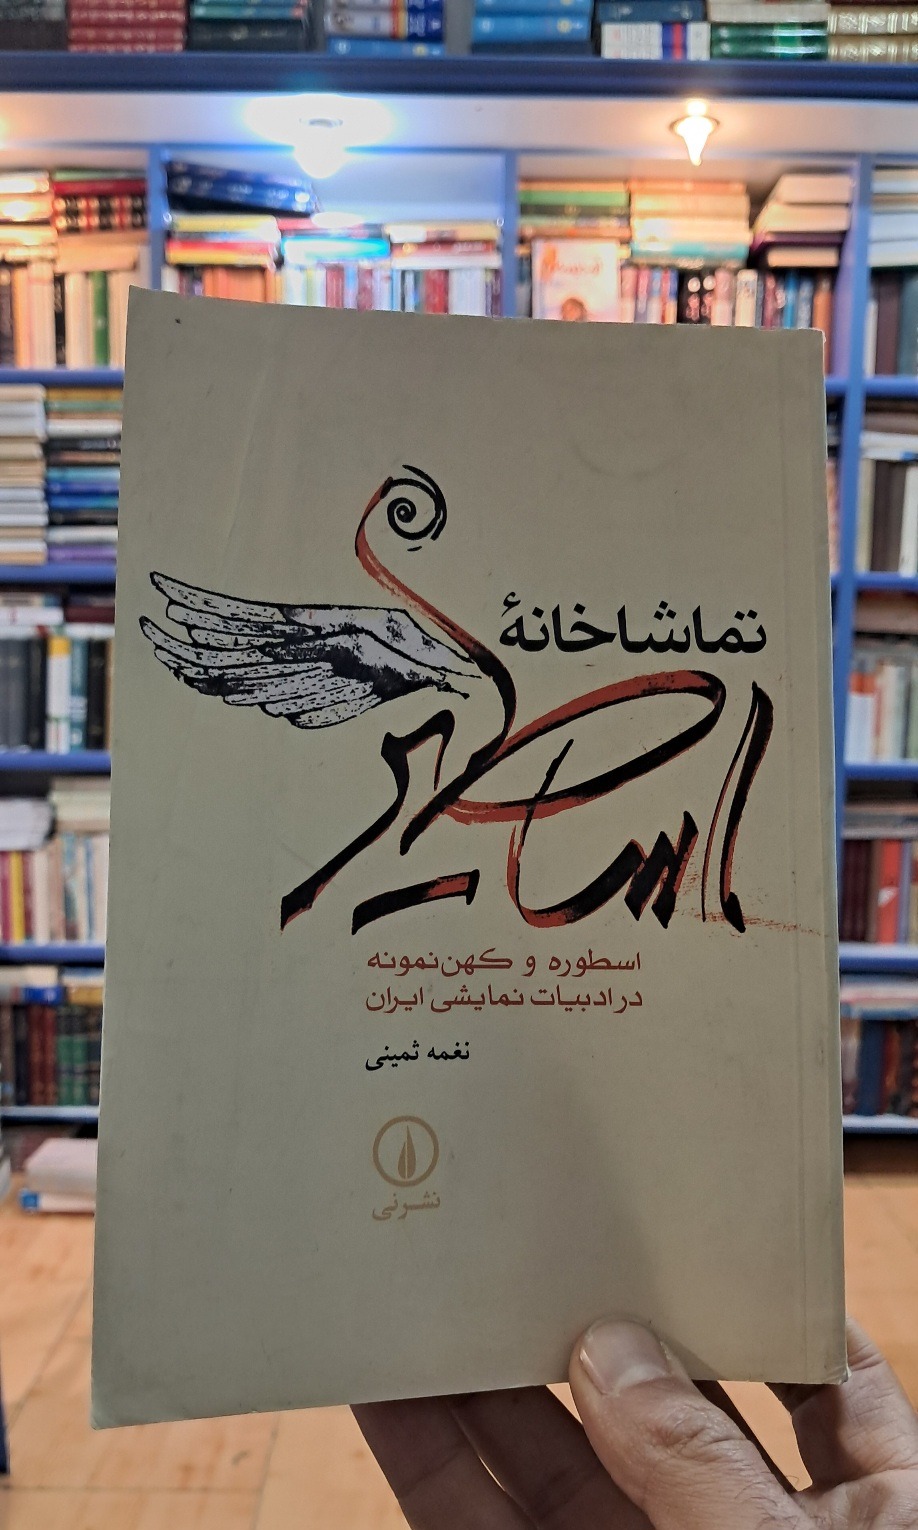 تماشاخانهٔ
اساطیر
اسطوره و کهن‌نمونه
در ادبیات نمایشی ایران
نغمه ثمینی
نشرنی